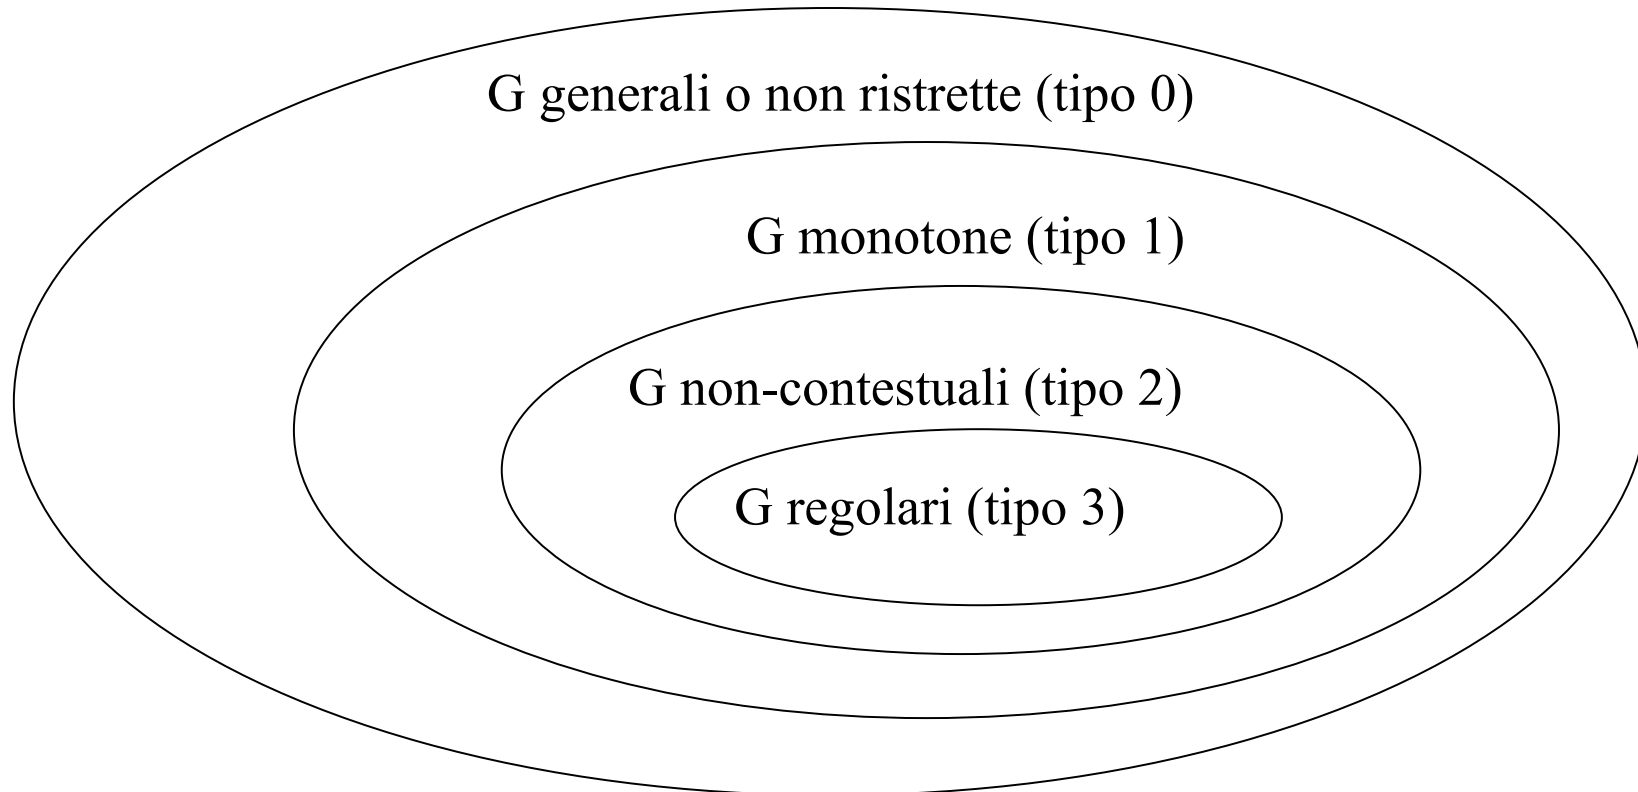 G generali o non ristrette (tipo 0)
G monotone (tipo 1)
G non-contestuali (tipo 2)
G regolari (tipo 3)